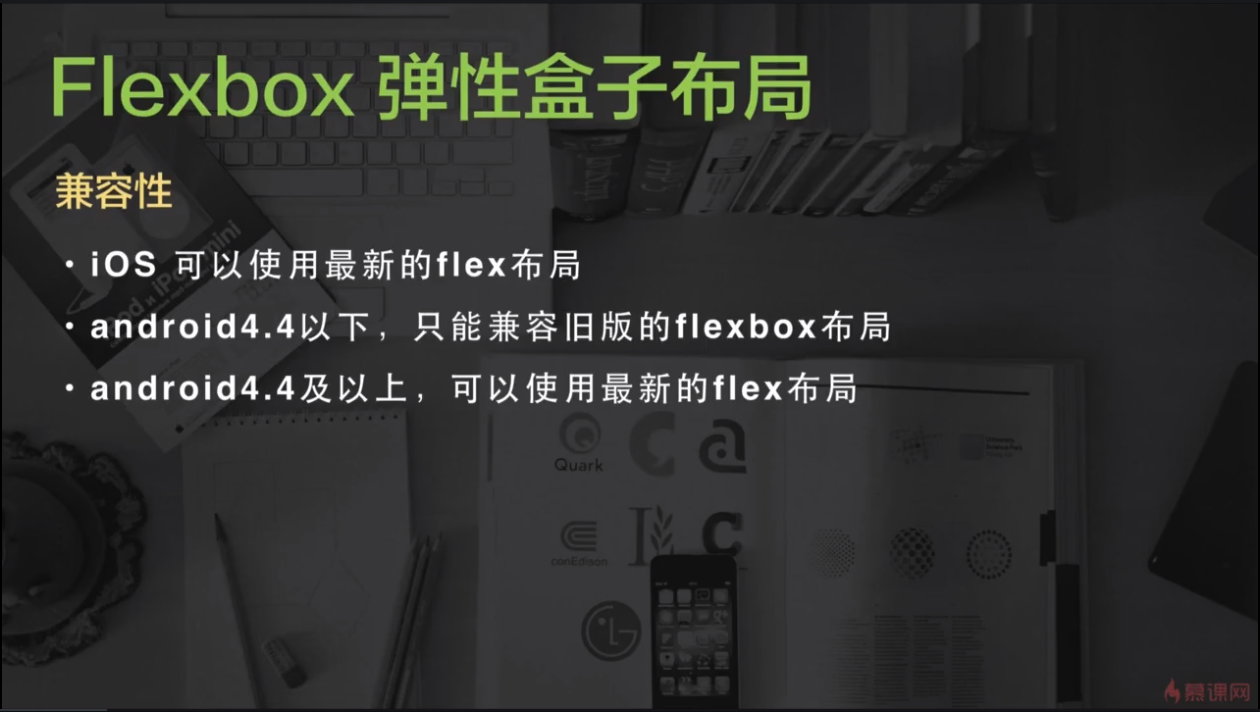 Flexbox 弹性盒子布局
兼容性
• iOS 可以使用最新的flex布局
• android4.4以下，只能兼容旧版的flexbox布局
• android4.4及以上，可以使用最新的flex布局
Quark
conEdison
慕课网